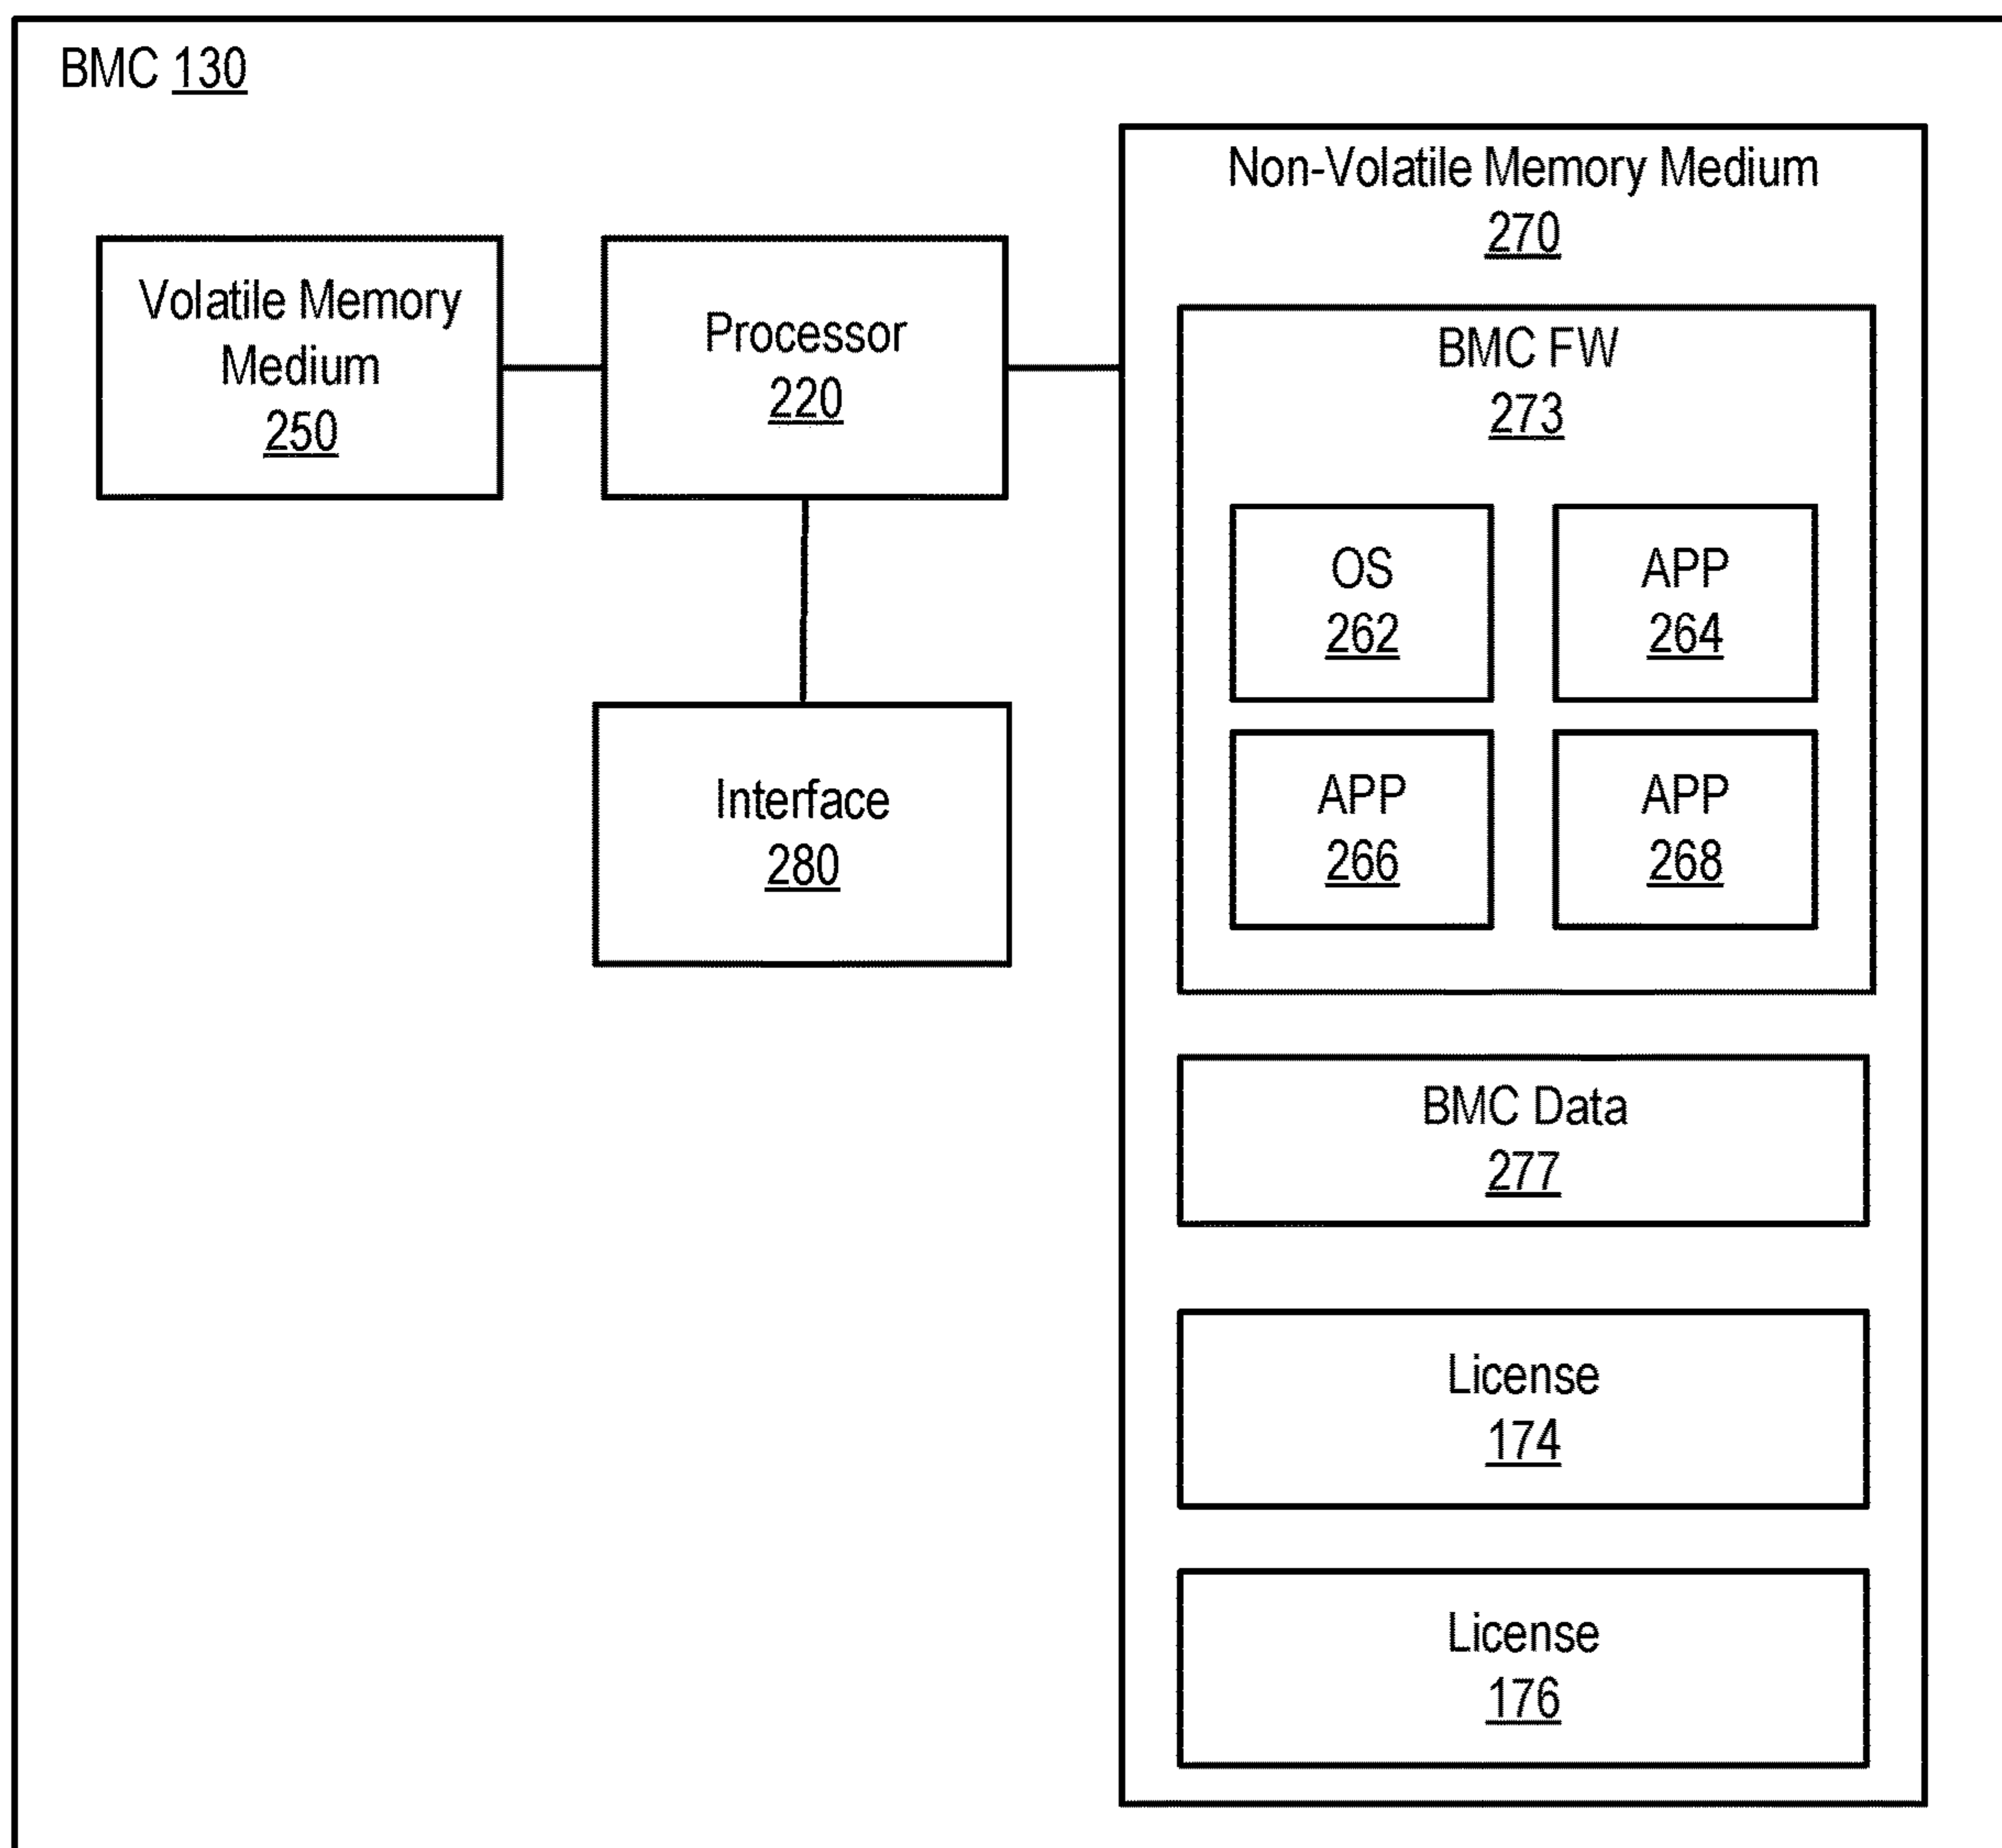 BMC 130
Volatile Memory
Medium
250
Processor
220
Interface
280
Non-Volatile Memory Medium
270
BMC FW
273
OS
262
APP
264
APP
266
APP
268
BMC Data
277
License
174
License
176